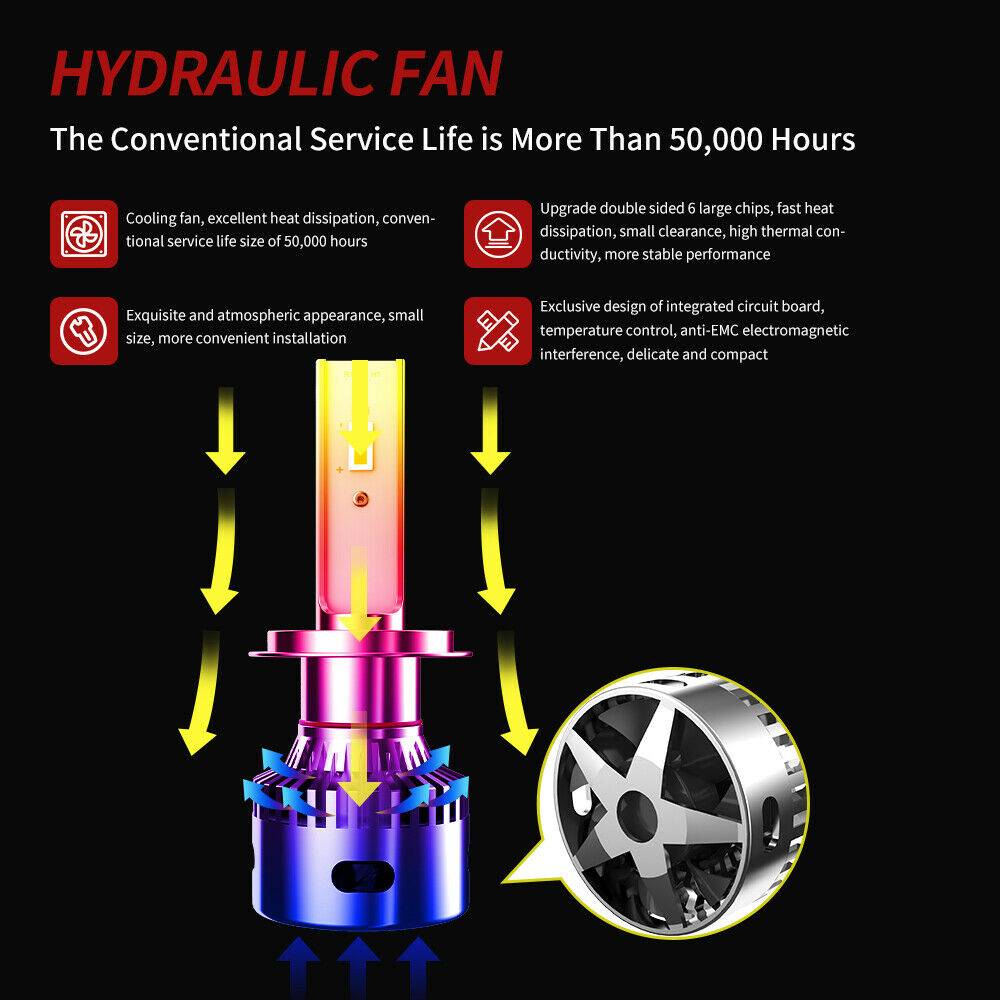 HYDRAULIC FAN
The Conventional Service Life is More Than 50,000 Hours
Cooling fan, excellent heat dissipation, conven-
tional service life size of 50,000 hours
Upgrade double sided 6 large chips, fast heat
dissipation, small clearance, high thermal con-
ductivity, more stable performance
Exquisite and atmospheric appearance, small
size, more convenient installation
Exclusive design of integrated circuit board,
temperature control, anti-EMC electromagnetic
interference, delicate and compact